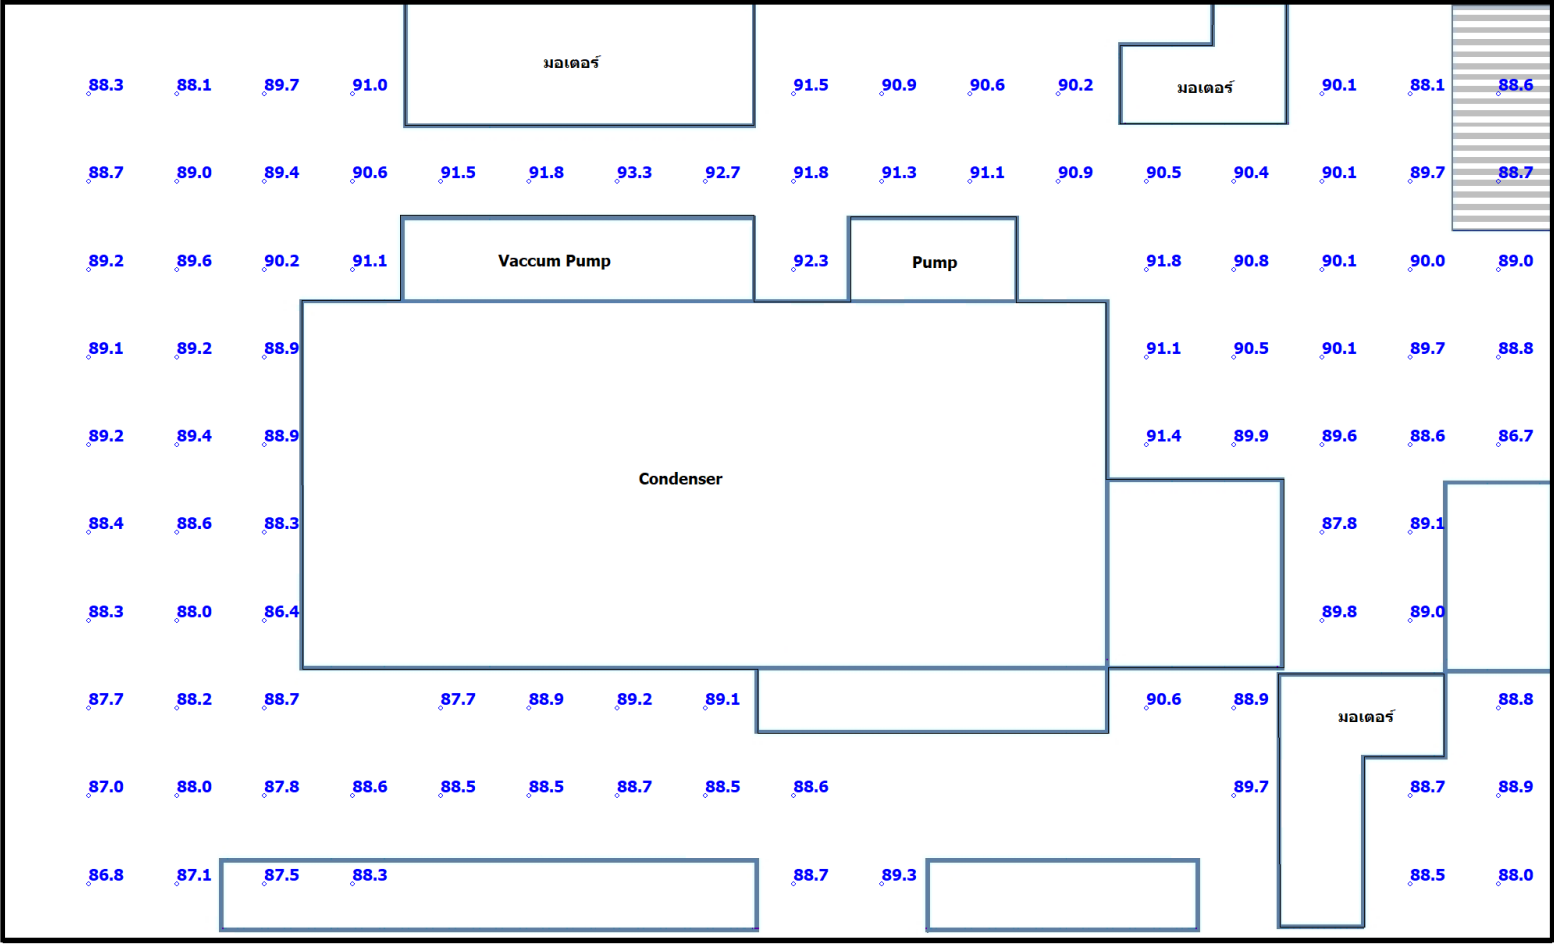 มอเตอร์
88.3 88.1 89.7 91.0 91.5 90.9 90.6 90.2 มอเตอร์ 90.1 88.1 88.6
88.7 89.0 89.4 90.6 91.5 91.8 93.3 92.7 91.8 91.3 91.1 90.9 90.5 90.4 90.1 89.7 88.7
89.2 89.6 90.2 91.1 Vaccum Pump 92.3 Pump 91.8 90.8 90.1 90.0 89.0
89.1 89.2 88.9 91.1 90.5 90.1 89.7 88.8
89.2 89.4 88.9 91.4 89.9 89.6 88.6 86.7
Condenser
88.4 88.6 88.3 87.8 89.1
88.3 88.0 86.4 89.8 89.0
87.7 88.2 88.7 87.7 88.9 89.2 89.1 90.6 88.9 88.8
มอเตอร์
87.0 88.0 87.8 88.6 88.5 88.5 88.7 88.5 88.6 89.7 88.7 88.9
86.8 87.1 87.5 88.3 88.7 89.3 88.5 88.0